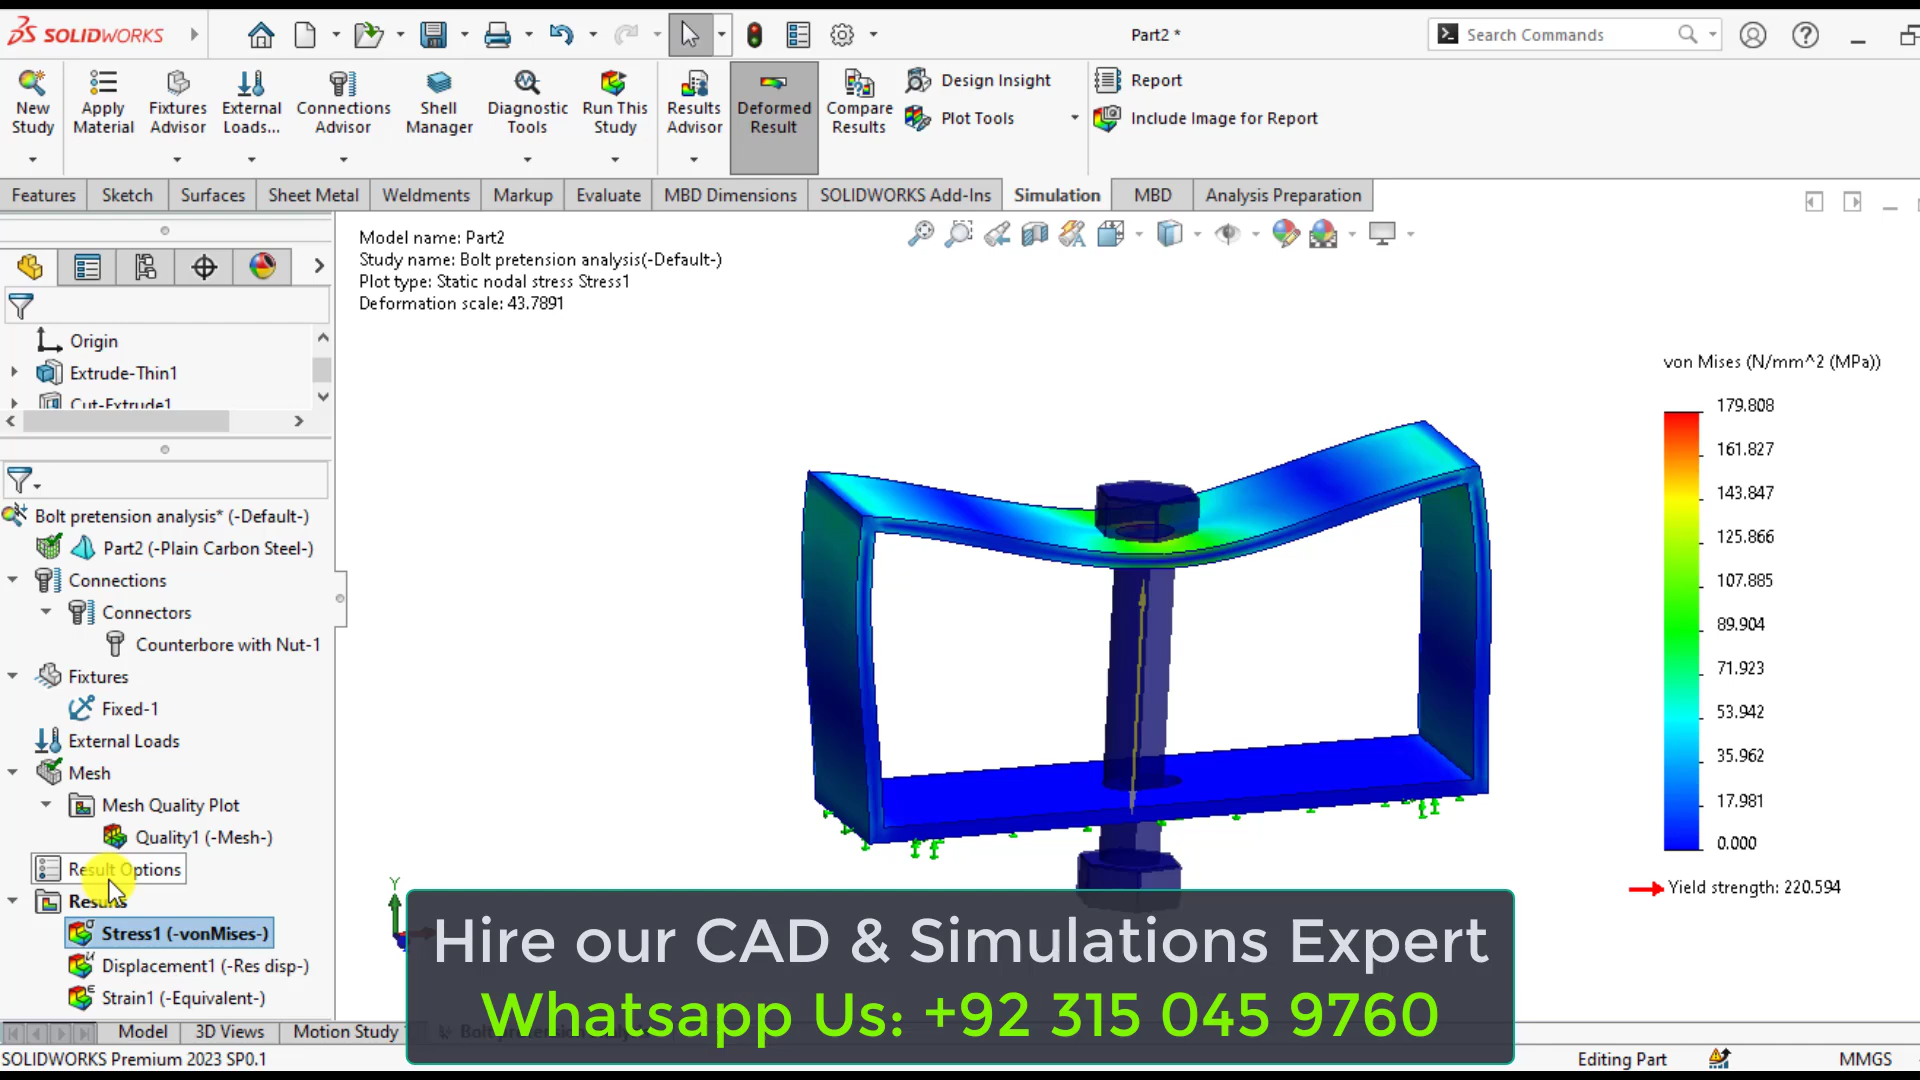 SOLIDWORKS
Part2 *
Search Commands
New Study
Apply Material
Fixtures Advisor
External Loads...
Connections Advisor
Shell Manager
Diagnostic Tools
Run This Study
Results Advisor
Deformed Result
Compare Results
Design Insight
Plot Tools
Report
Include Image for Report
Features
Sketch
Surfaces
Sheet Metal
Weldments
Markup
Evaluate
MBD Dimensions
SOLIDWORKS Add-Ins
Simulation
MBD
Analysis Preparation
Model name: Part2
Study name: Bolt pretension analysis(-Default-)
Plot type: Static nodal stress Stress1
Deformation scale: 43.7891
Origin
Extrude-Thin1
Cut-Extrude1
Bolt pretension analysis* (-Default-)
Part2 (-Plain Carbon Steel-)
Connections
Connectors
Counterbore with Nut-1
Fixtures
Fixed-1
External Loads
Mesh
Mesh Quality Plot
Quality1 (-Mesh-)
Result Options
Results
Stress1 (-vonMises-)
Displacement1 (-Res disp-)
Strain1 (-Equivalent-)
von Mises (N/mm^2 (MPa))
179.808
161.827
143.847
125.866
107.885
89.904
71.923
53.942
35.962
17.981
0.000
Yield strength: 220.594
Y
Hire our CAD & Simulations Expert
Whatsapp Us: +92 315 045 9760
Model
3D Views
Motion Study
SOLIDWORKS Premium 2023 SP0.1
Editing Part
MMGS